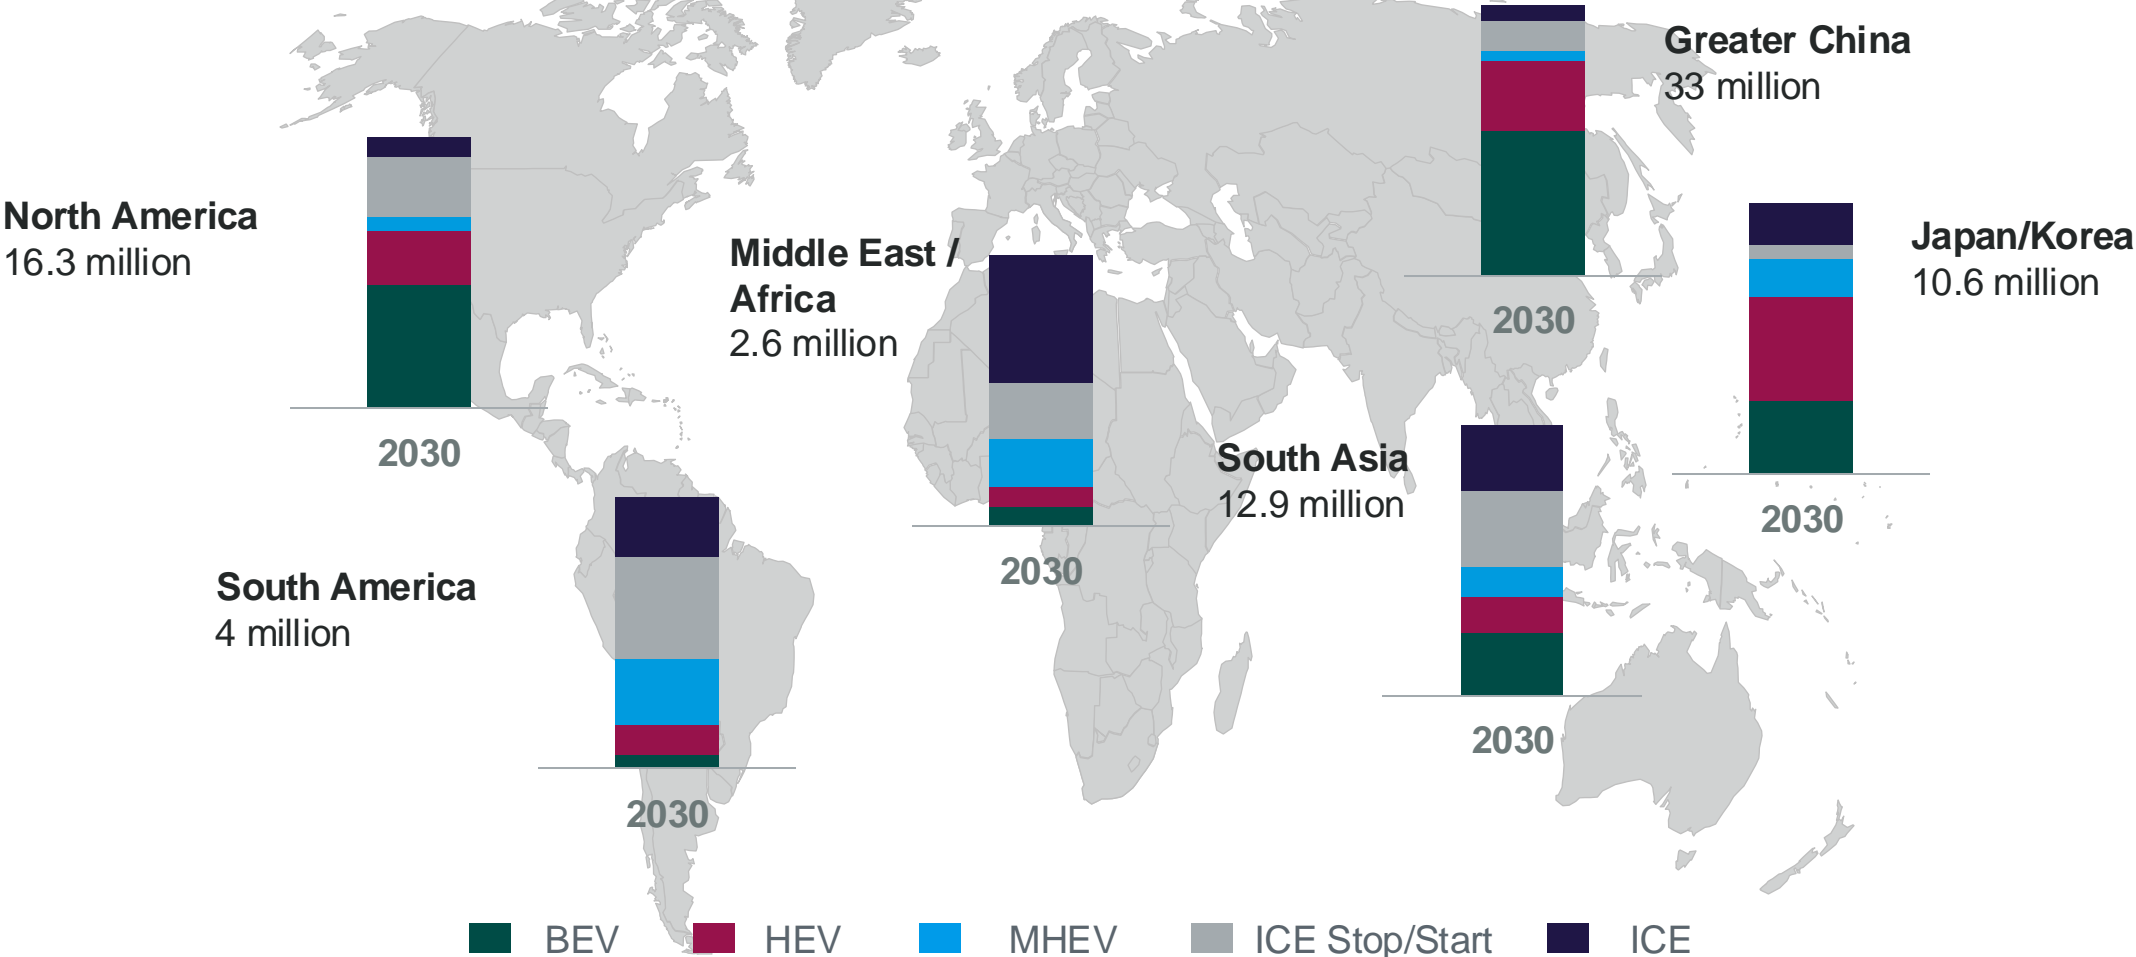 Greater China
33 million
North America
16.3 million
2030
Middle East /
Africa
2.6 million
2030
Japan/Korea
10.6 million
2030
South Asia
12.9 million
2030
South America
4 million
2030
2030
BEV HEV MHEV ICE Stop/Start ICE